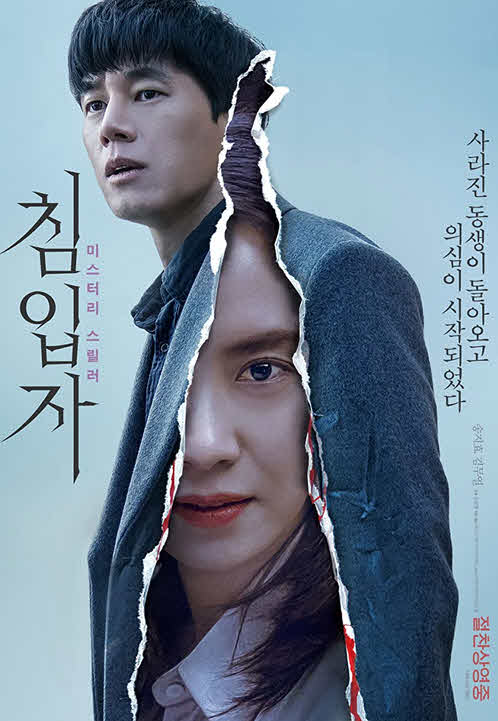 침입자
미스터리 스릴러
사라진 동생이 돌아오고
의심이 시작되었다
송지효 김무열
절찬상영중